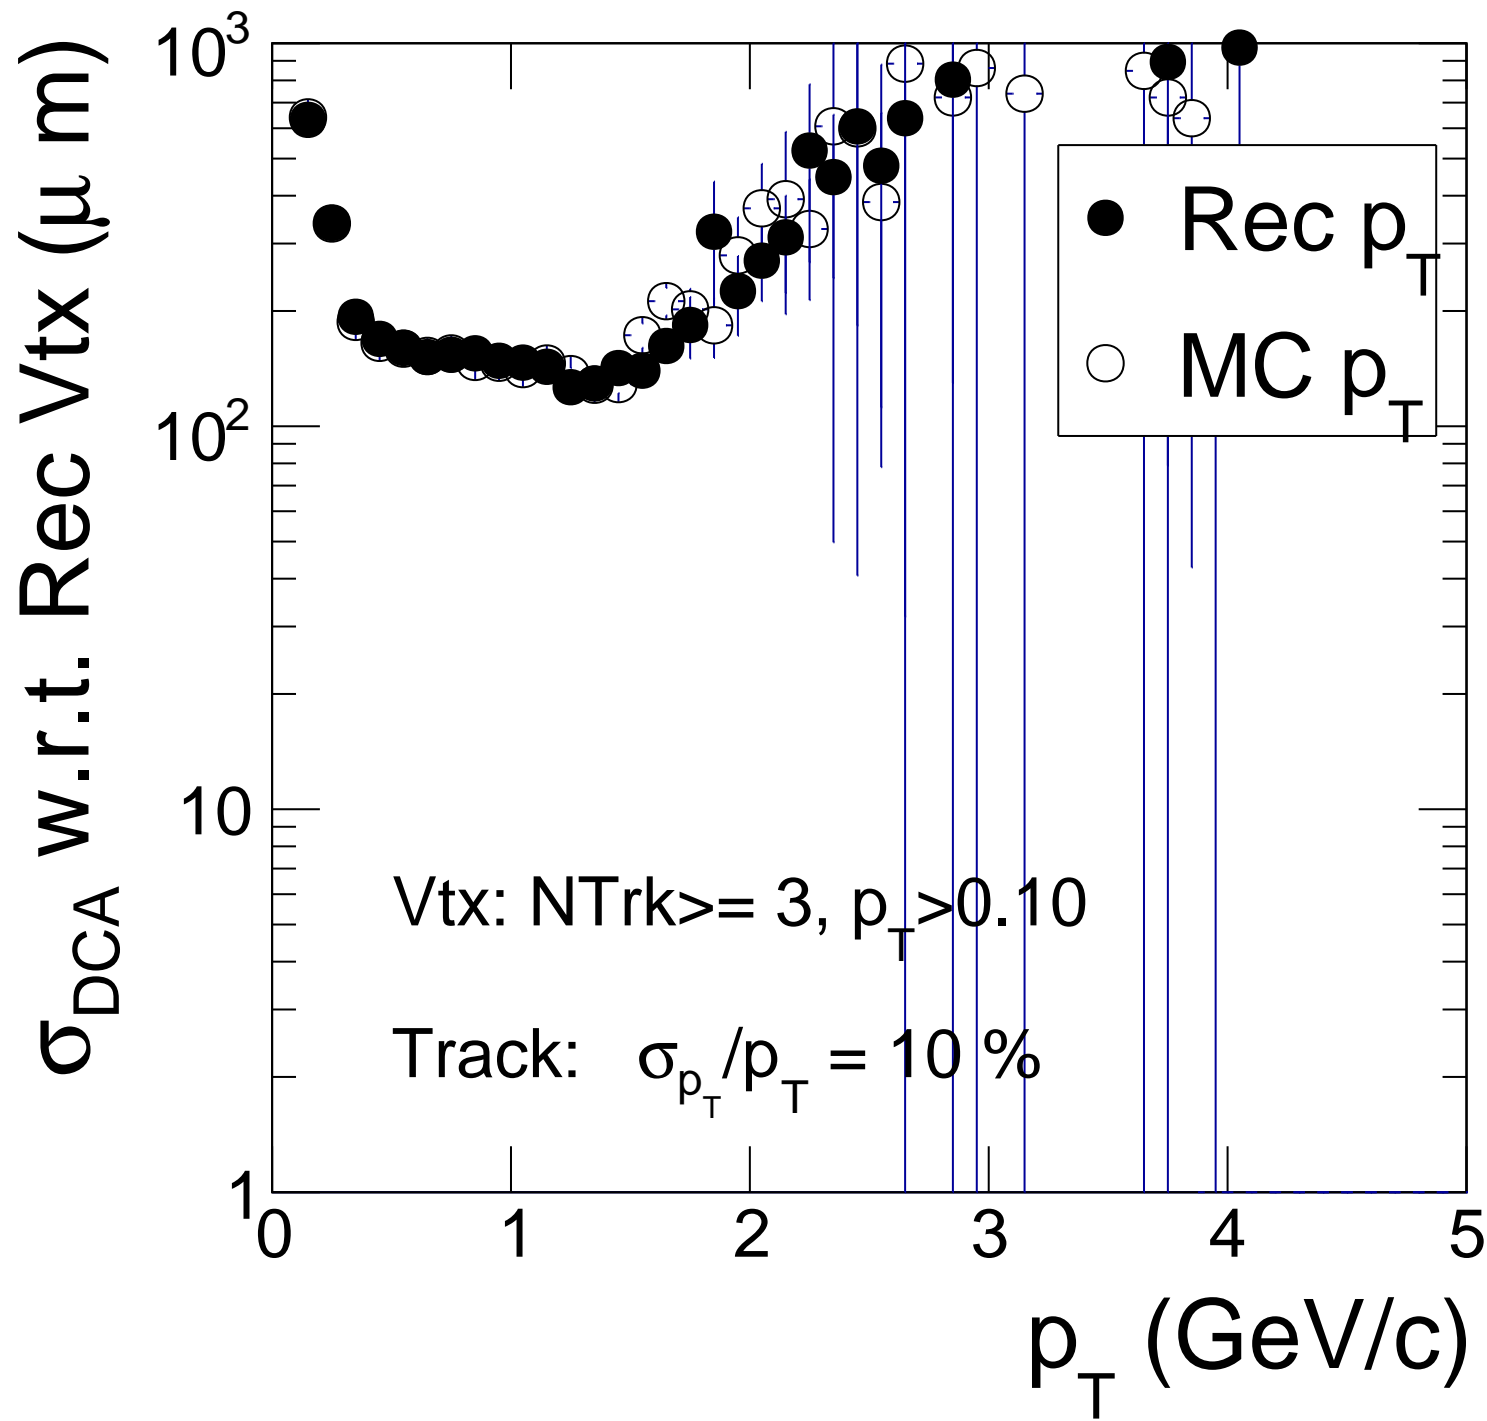 σDCA w.r.t. Rec Vtx (μ m)
10³
10²
10
1
Rec pT
MC pT
Vtx: NTrk>= 3, pT>0.10
Track: σpT/pT = 10 %
0 1 2 3 4 5
pT (GeV/c)